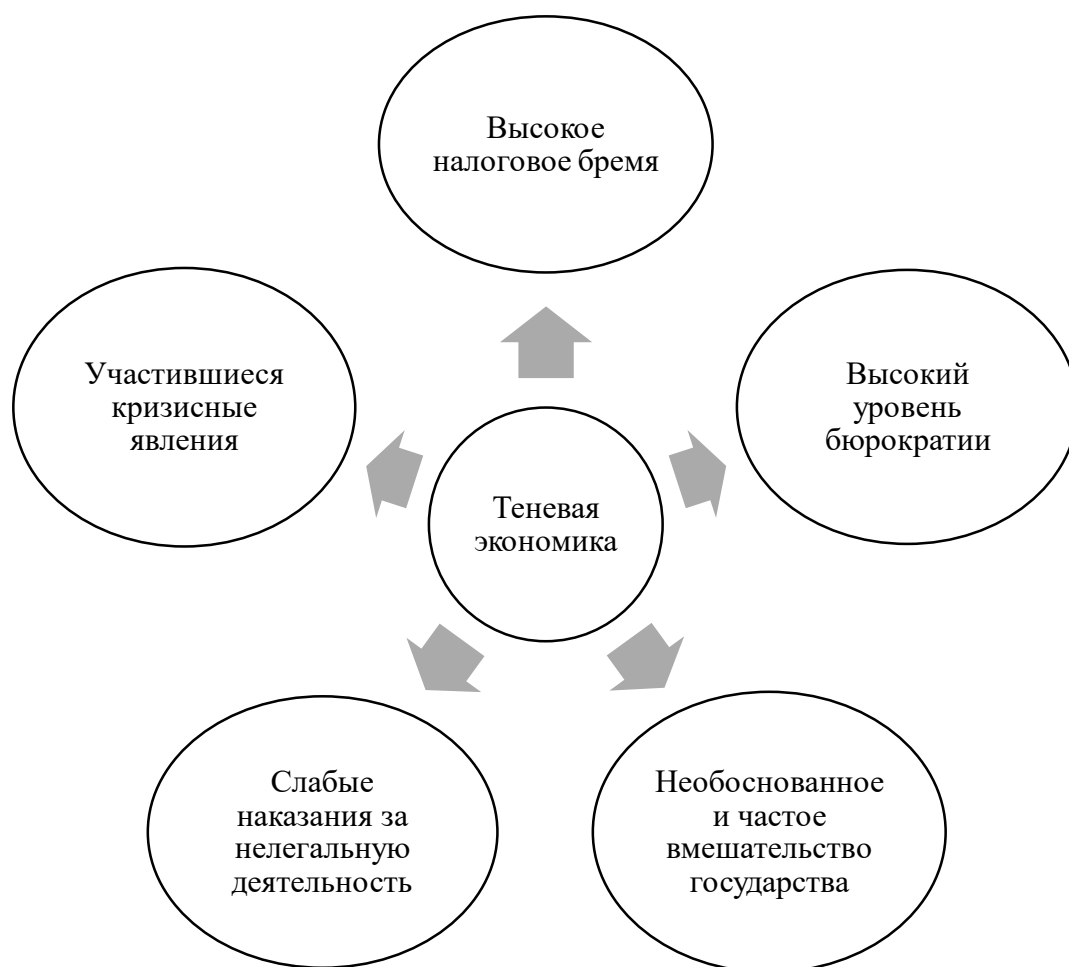 Высокое
налоговое бремя
Участившиеся
кризисные
явления
Высокий
уровень
бюрократии
Теневая
экономика
Слабые
наказания за
нелегальную
деятельность
Необоснованное
и частое
вмешательство
государства